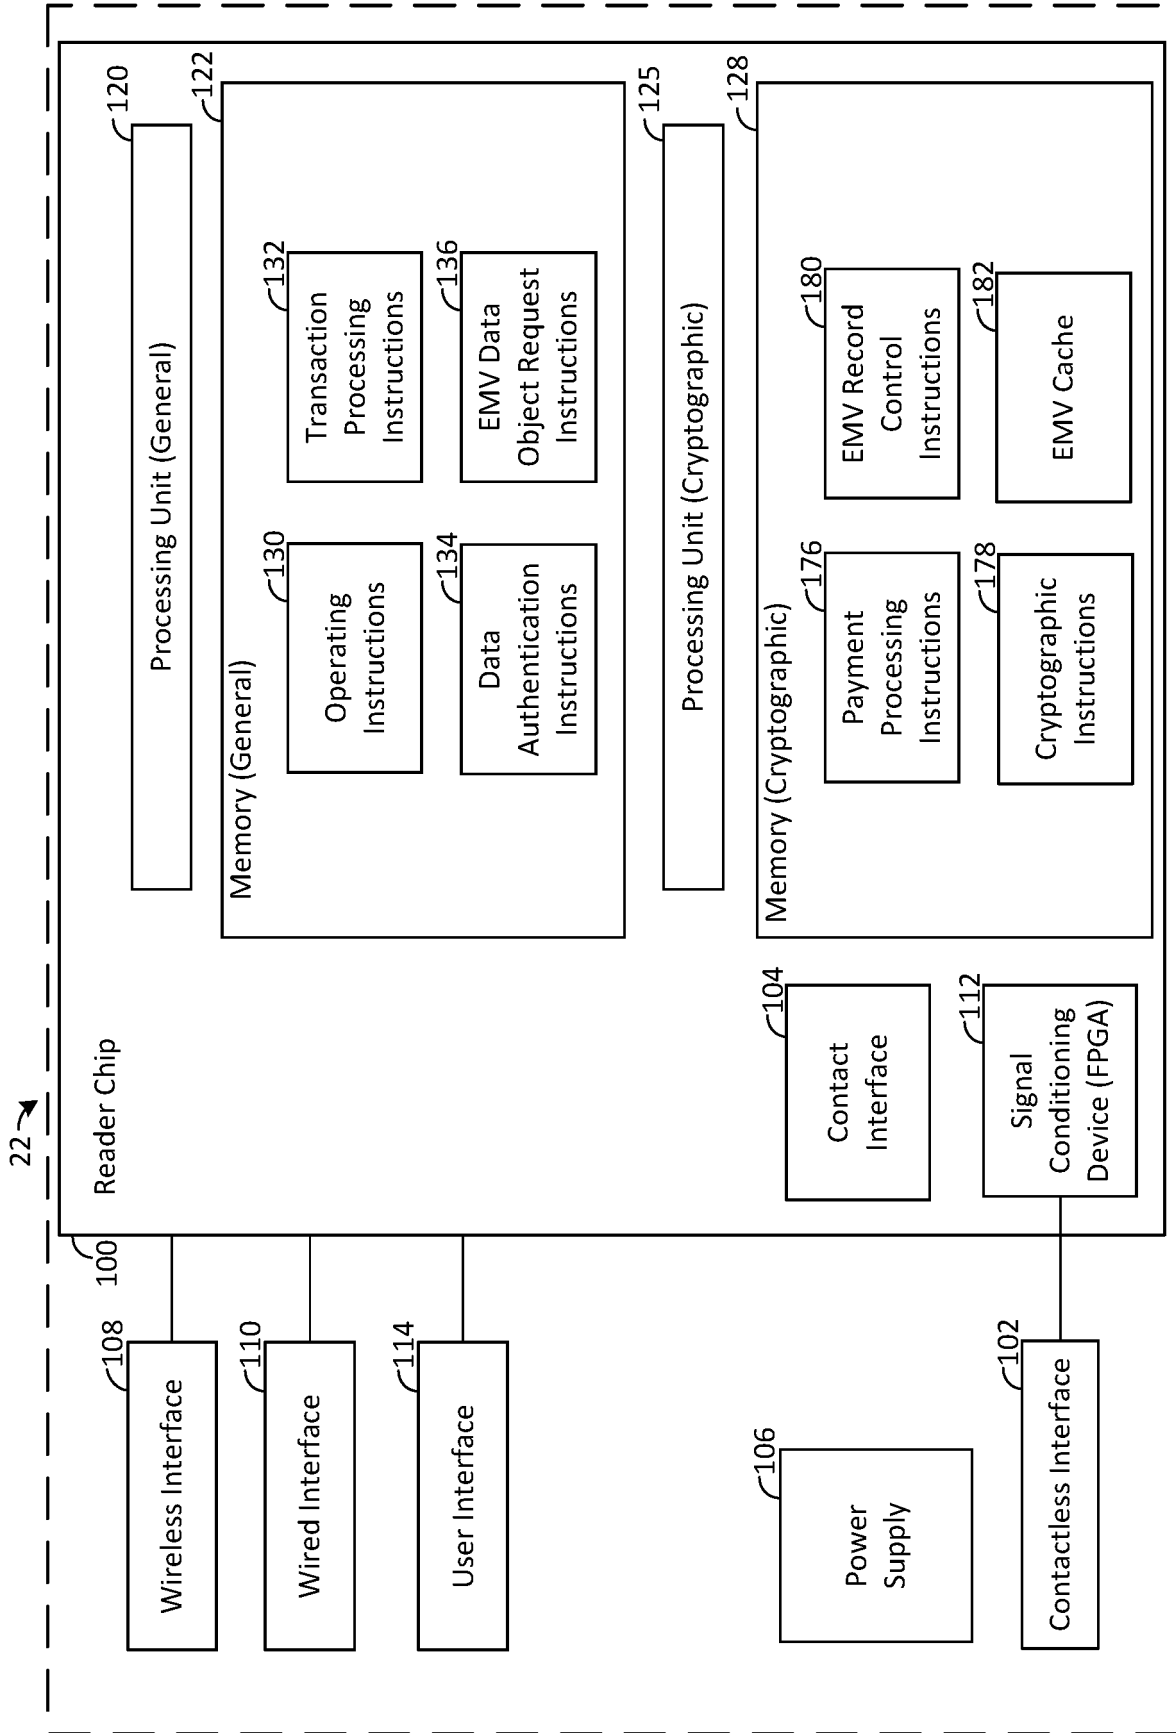 22
100
Reader Chip
108
Wireless Interface
110
Wired Interface
114
User Interface
106
Power
Supply
102
Contactless Interface
104
Contact
Interface
112
Signal
Conditioning
Device (FPGA)
120
Processing Unit (General)
122
Memory (General)
130
Operating
Instructions
132
Transaction
Processing
Instructions
134
Data
Authentication
Instructions
136
EMV Data
Object Request
Instructions
125
Processing Unit (Cryptographic)
128
Memory (Cryptographic)
176
Payment
Processing
Instructions
180
EMV Record
Control
Instructions
178
Cryptographic
Instructions
182
EMV Cache